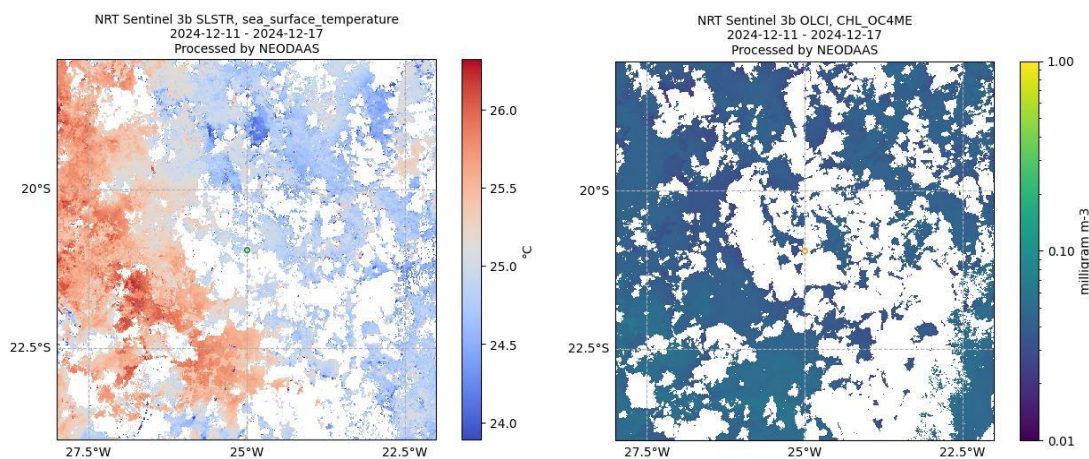 NRT Sentinel 3b SLSTR, sea_surface_temperature
2024-12-11 - 2024-12-17
Processed by NEODAAS
20°S
22.5°S
27.5°W
25°W
22.5°W
26.0
25.5
25.0
24.5
24.0
°C
NRT Sentinel 3b OLCI, CHL_OC4ME
2024-12-11 - 2024-12-17
Processed by NEODAAS
20°S
22.5°S
27.5°W
25°W
22.5°W
1.00
0.10
0.01
milligram m-3